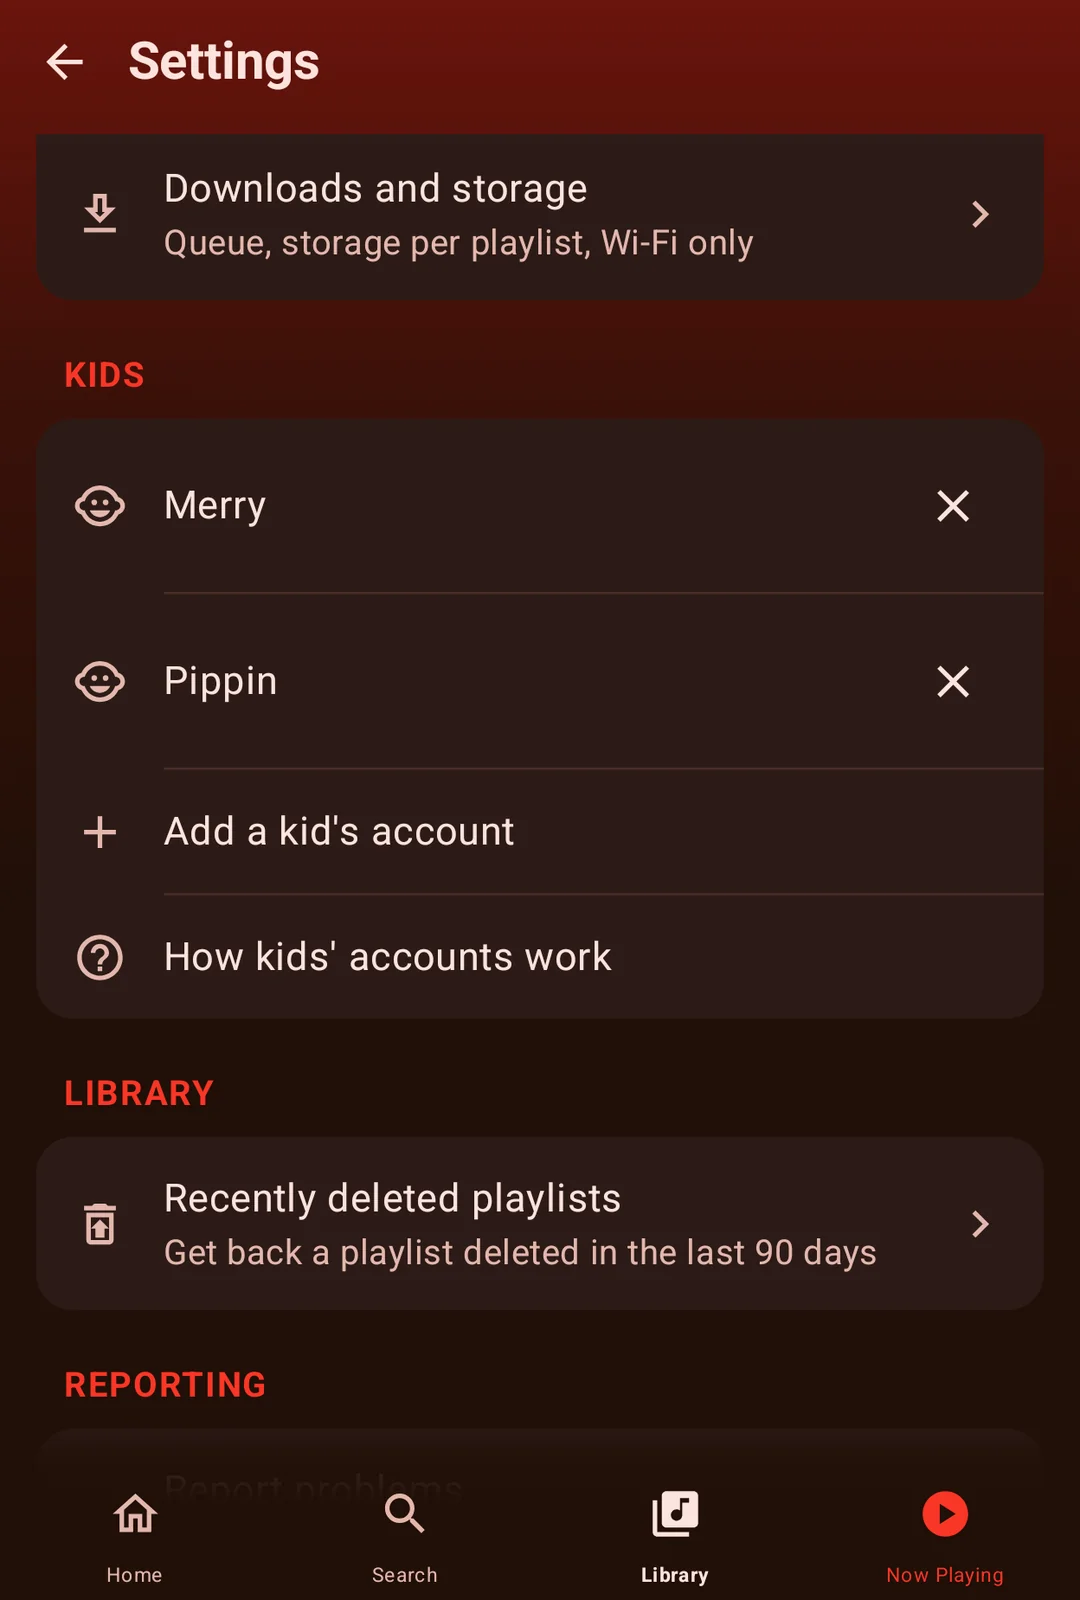 Settings
Downloads and storage
Queue, storage per playlist, Wi-Fi only
KIDS
Merry
Pippin
Add a kid's account
How kids' accounts work
LIBRARY
Recently deleted playlists
Get back a playlist deleted in the last 90 days
REPORTING
Report problems
Home
Search
Library
Now Playing